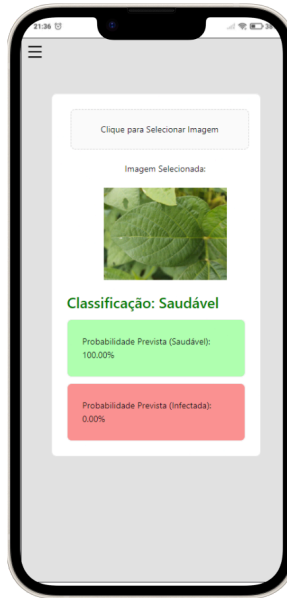 21:36
Clique para Selecionar Imagem
Imagem Selecionada:
Classificação: Saudável
Probabilidade Prevista (Saudável):
100.00%
Probabilidade Prevista (Infectada):
0.00%